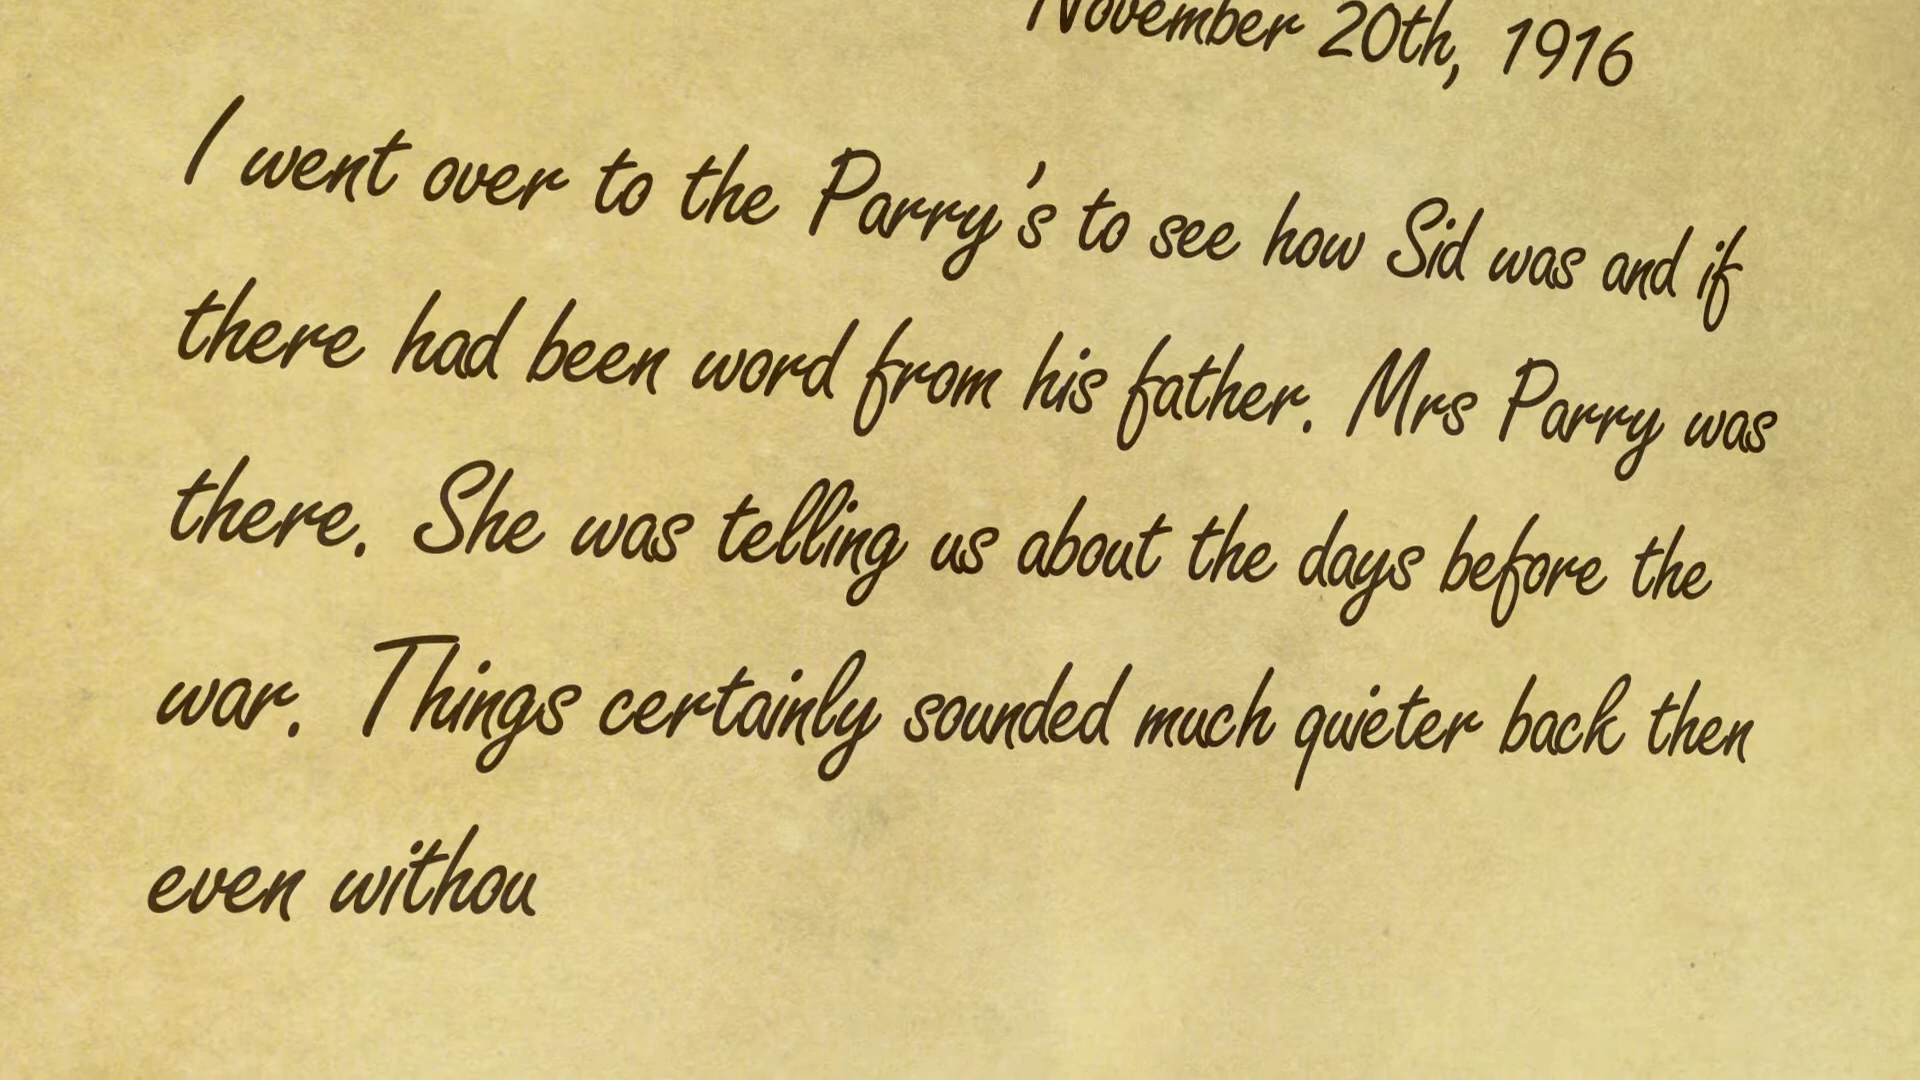 November 20th, 1916
I went over to the Parry's to see how Sid was and if
there had been word from his father. Mrs Parry was
there. She was telling us about the days before the
war. Things certainly sounded much quieter back then
even withou